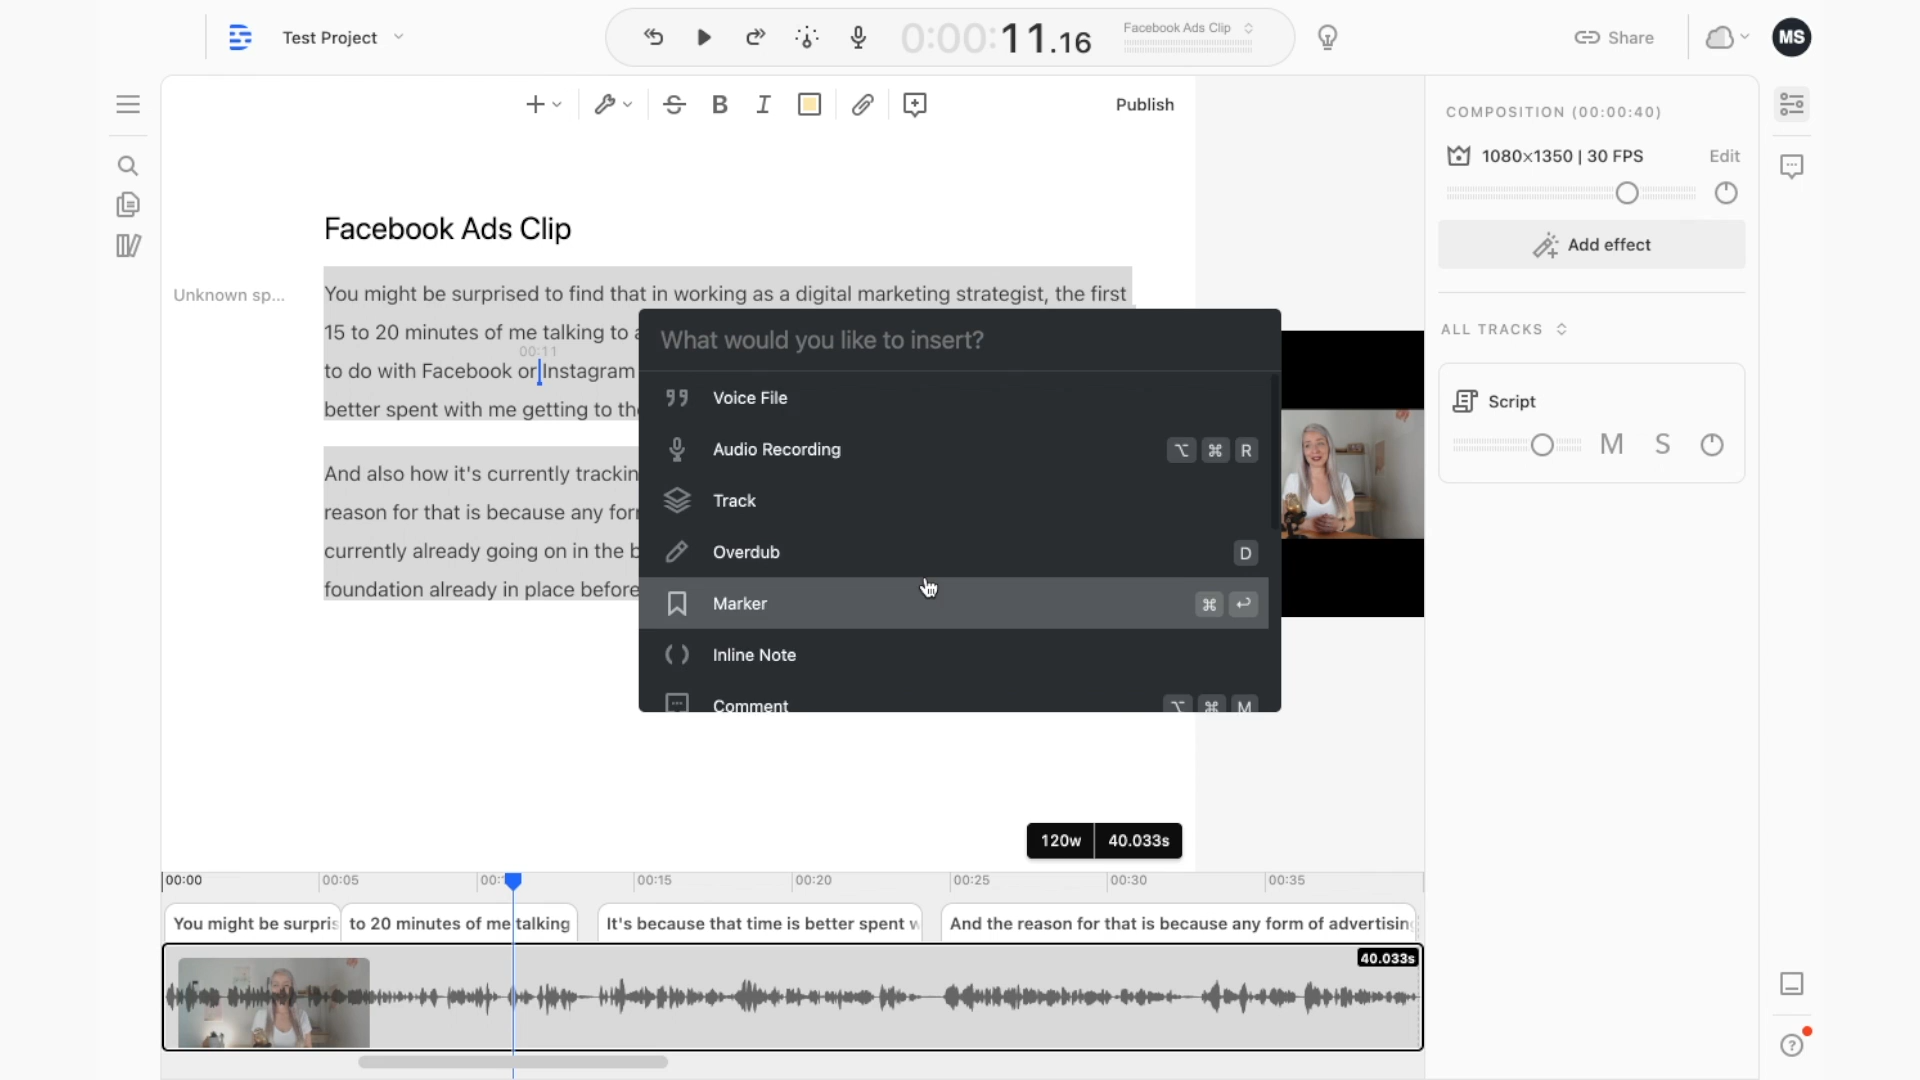 Test Project
0:00:11.16
Facebook Ads Clip
Share
MS
Publish
COMPOSITION (00:00:40)
1080×1350 | 30 FPS
Edit
Add effect
ALL TRACKS
Script
M S
Facebook Ads Clip
Unknown sp...
You might be surprised to find that in working as a digital marketing strategist, the first
15 to 20 minutes of me talking to
00:11
to do with Facebook or Instagram
better spent with me getting to
And also how it's currently
reason for that is because any
currently already going on in the
foundation already in place before
What would you like to insert?
Voice File
Audio Recording ⌥ ⌘ R
Track
Overdub D
Marker ⌘ ↩
Inline Note
Comment ⌥ ⌘ M
120w 40.033s
00:00 00:05 00:15 00:20 00:25 00:30 00:35
You might be surpris to 20 minutes of me talking It's because that time is better spent And the reason for that is because any form of advertising
40.033s